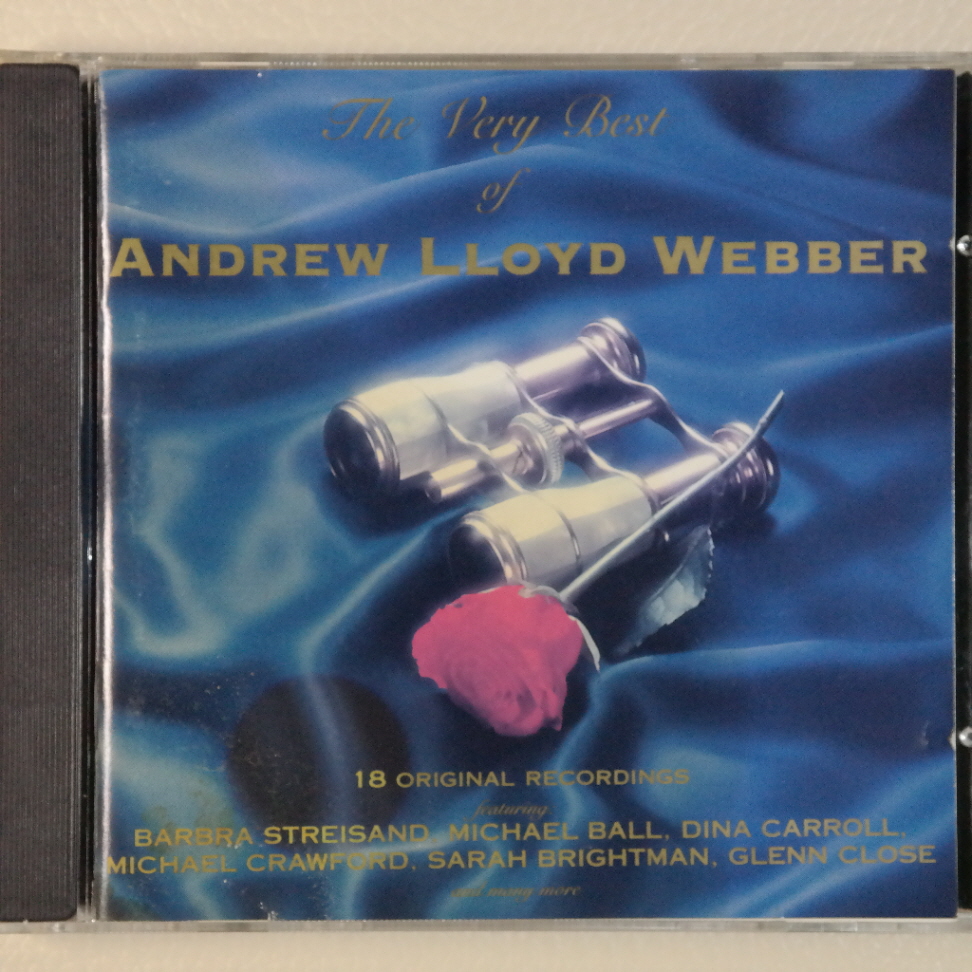 The Very Best
of
ANDREW LLOYD WEBBER
18 ORIGINAL RECORDINGS
featuring
BARBRA STREISAND, MICHAEL BALL, DINA CARROLL,
MICHAEL CRAWFORD, SARAH BRIGHTMAN, GLENN CLOSE
and many more